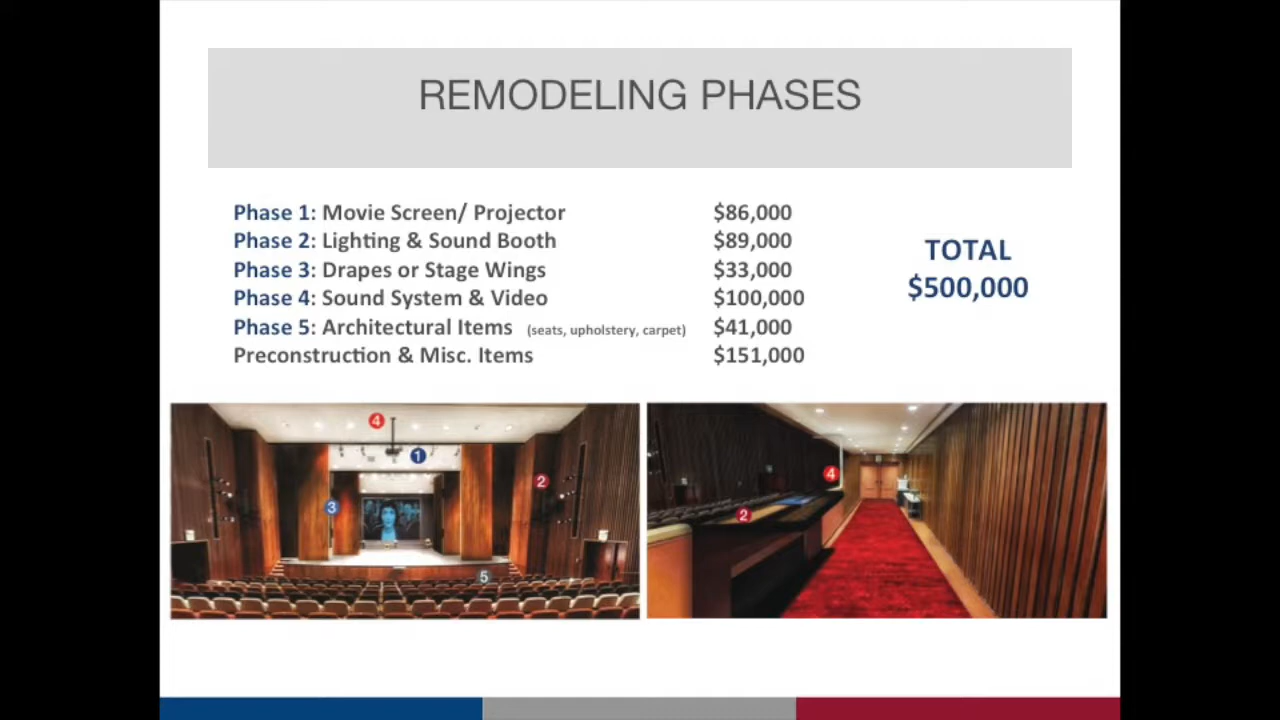 REMODELING PHASES
Phase 1: Movie Screen/ Projector $86,000
Phase 2: Lighting & Sound Booth $89,000
Phase 3: Drapes or Stage Wings $33,000
Phase 4: Sound System & Video $100,000
Phase 5: Architectural Items (seats, upholstery, carpet) $41,000
Preconstruction & Misc. Items $151,000
TOTAL
$500,000
4
1
2
3
5
4
2